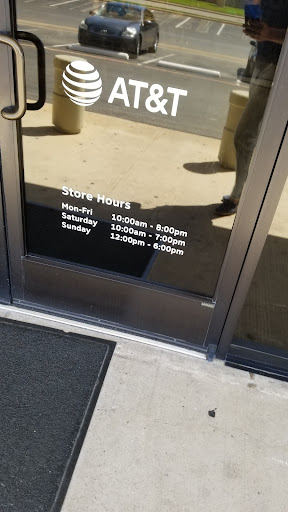 AT&T
Store Hours
Mon-Fri 10:00am - 8:00pm
Saturday 10:00am - 7:00pm
Sunday 12:00pm - 6:00pm